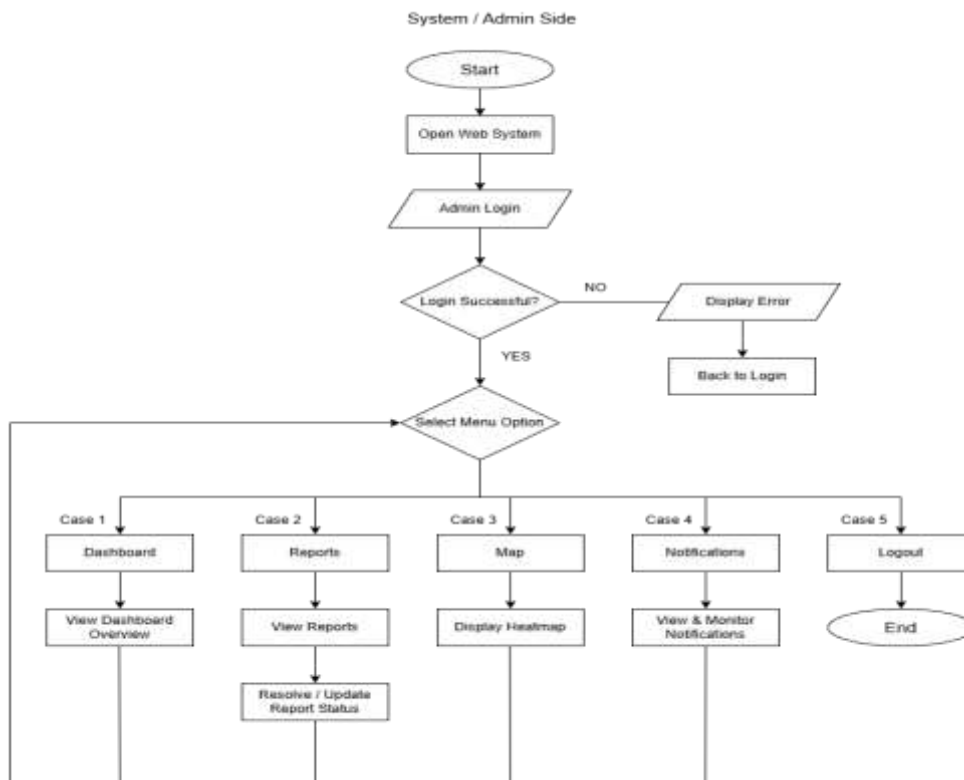 System / Admin Side
Start
Open Web System
Admin Login
Login Successful?
NO
Display Error
YES
Back to Login
Select Menu Option
Case 1
Case 2
Case 3
Case 4
Case 5
Dashboard
Reports
Map
Notifications
Logout
View Dashboard
Overview
View Reports
Display Heatmap
View & Monitor
Notifications
End
Resolve / Update
Report Status